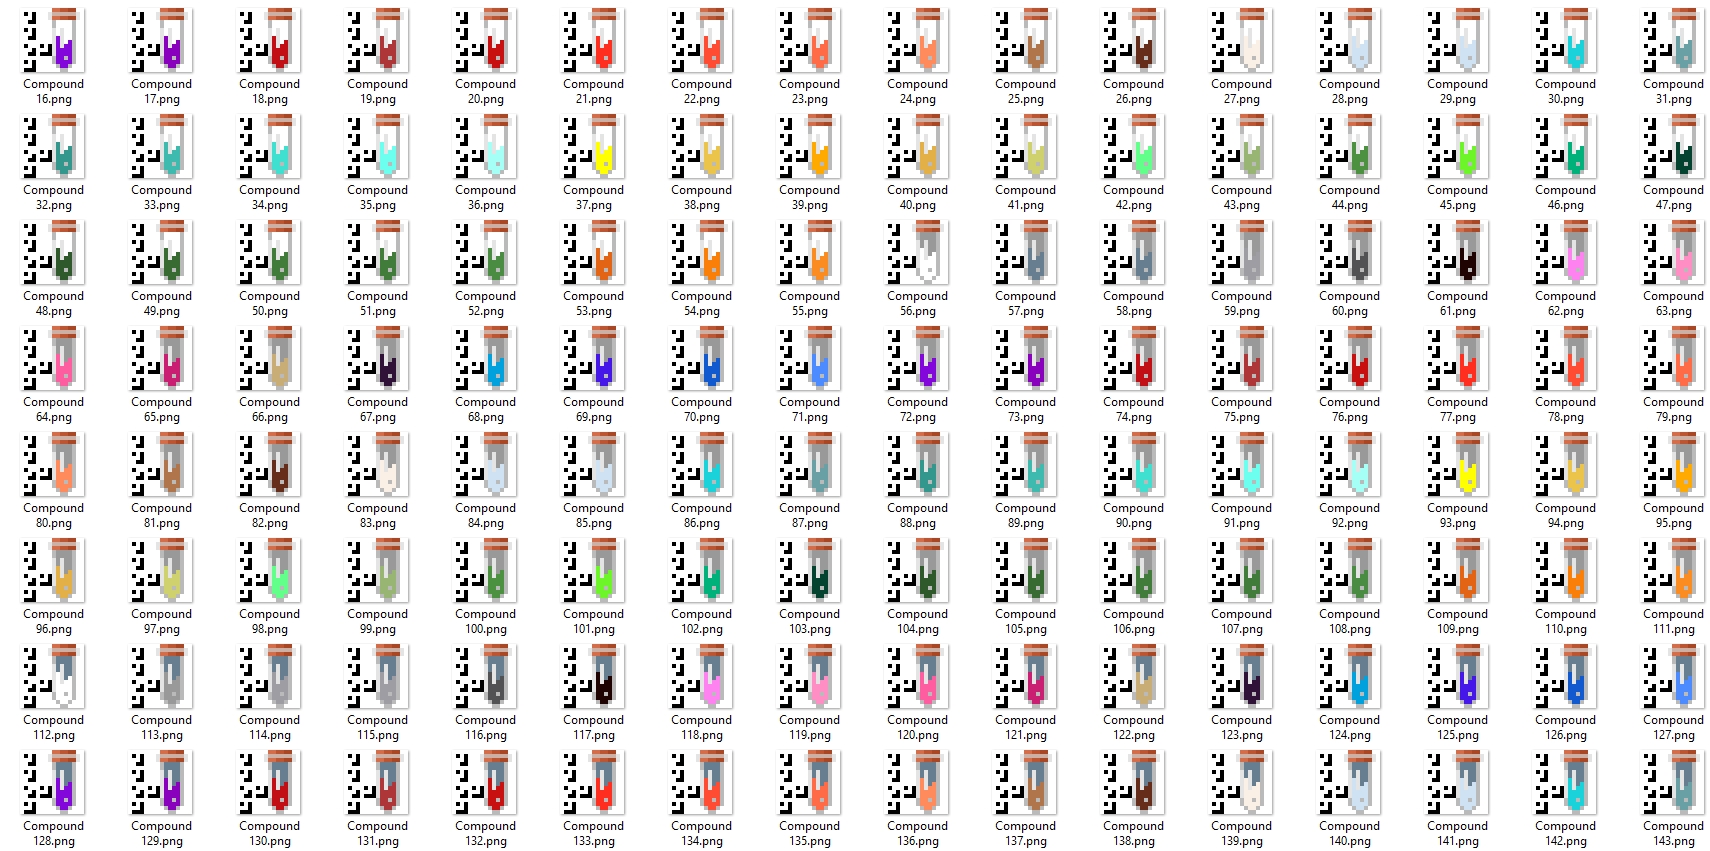 Compound Compound Compound Compound Compound Compound Compound Compound Compound Compound Compound Compound Compound Compound Compound Compound
16.png 17.png 18.png 19.png 20.png 21.png 22.png 23.png 24.png 25.png 26.png 27.png 28.png 29.png 30.png 31.png
Compound Compound Compound Compound Compound Compound Compound Compound Compound Compound Compound Compound Compound Compound Compound Compound
32.png 33.png 34.png 35.png 36.png 37.png 38.png 39.png 40.png 41.png 42.png 43.png 44.png 45.png 46.png 47.png
Compound Compound Compound Compound Compound Compound Compound Compound Compound Compound Compound Compound Compound Compound Compound Compound
48.png 49.png 50.png 51.png 52.png 53.png 54.png 55.png 56.png 57.png 58.png 59.png 60.png 61.png 62.png 63.png
Compound Compound Compound Compound Compound Compound Compound Compound Compound Compound Compound Compound Compound Compound Compound Compound
64.png 65.png 66.png 67.png 68.png 69.png 70.png 71.png 72.png 73.png 74.png 75.png 76.png 77.png 78.png 79.png
Compound Compound Compound Compound Compound Compound Compound Compound Compound Compound Compound Compound Compound Compound Compound Compound
80.png 81.png 82.png 83.png 84.png 85.png 86.png 87.png 88.png 89.png 90.png 91.png 92.png 93.png 94.png 95.png
Compound Compound Compound Compound Compound Compound Compound Compound Compound Compound Compound Compound Compound Compound Compound Compound
96.png 97.png 98.png 99.png 100.png 101.png 102.png 103.png 104.png 105.png 106.png 107.png 108.png 109.png 110.png 111.png
Compound Compound Compound Compound Compound Compound Compound Compound Compound Compound Compound Compound Compound Compound Compound Compound
112.png 113.png 114.png 115.png 116.png 117.png 118.png 119.png 120.png 121.png 122.png 123.png 124.png 125.png 126.png 127.png
Compound Compound Compound Compound Compound Compound Compound Compound Compound Compound Compound Compound Compound Compound Compound Compound
128.png 129.png 130.png 131.png 132.png 133.png 134.png 135.png 136.png 137.png 138.png 139.png 140.png 141.png 142.png 143.png